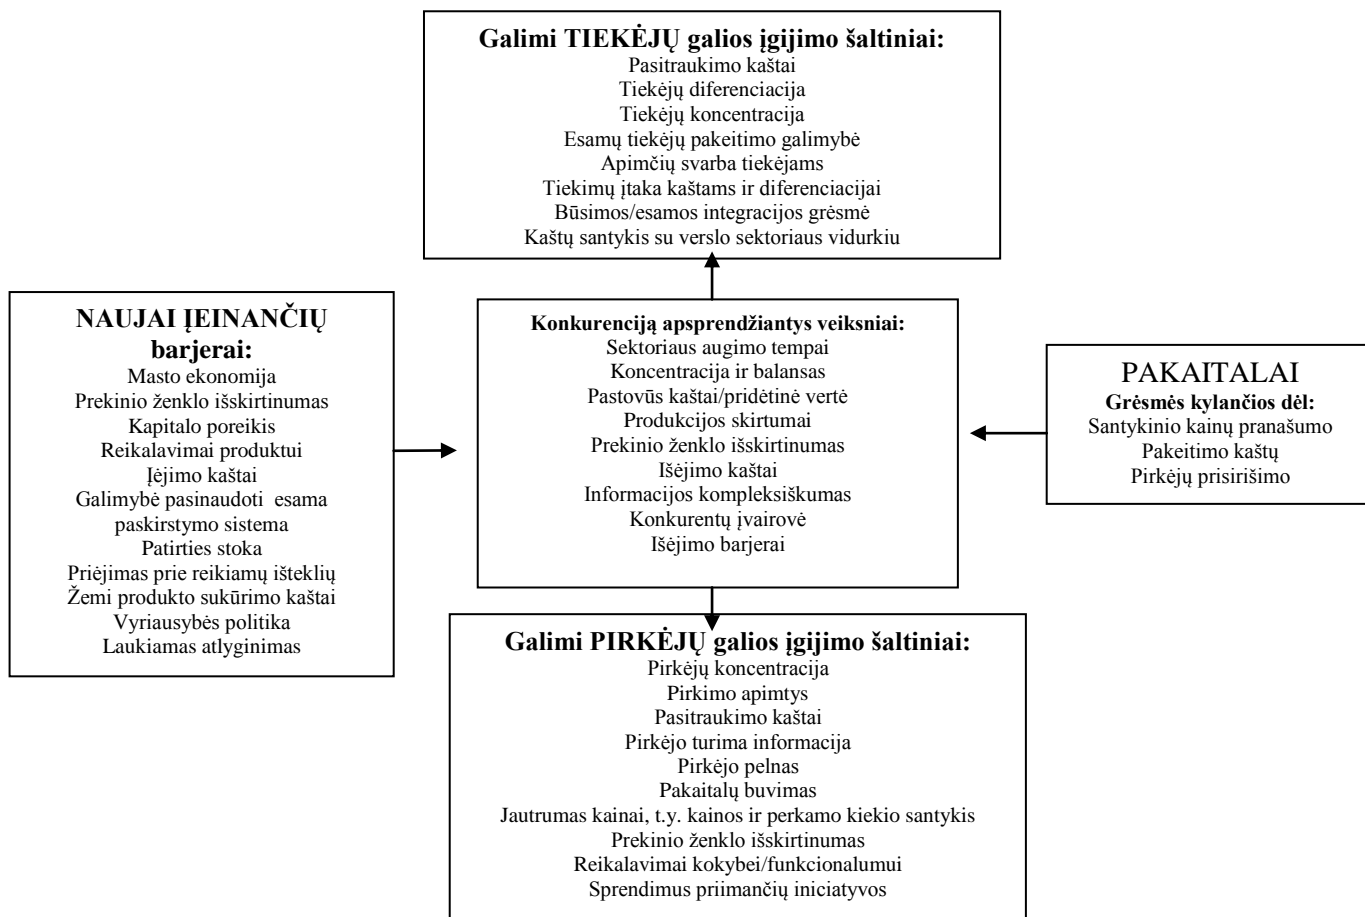 Galimi TIEKĖJŲ galios įgijimo šaltiniai:
Pasitraukimo kaštai
Tiekėjų diferenciacija
Tiekėjų koncentracija
Esamų tiekėjų pakeitimo galimybė
Apimčių svarba tiekėjams
Tiekimų įtaka kaštams ir diferenciacijai
Būsimos/esamos integracijos grėsmė
Kaštų santykis su verslo sektoriaus vidurkiu
NAUJAI ĮEINANČIŲ
barjerai:
Masto ekonomija
Prekinio ženklo išskirtinumas
Kapitalo poreikis
Reikalavimai produktui
Įėjimo kaštai
Galimybė pasinaudoti esama
paskirstymo sistema
Patirties stoka
Priėjimas prie reikiamų išteklių
Žemi produkto sukūrimo kaštai
Vyriausybės politika
Laukiamas atlyginimas
Konkurenciją apsprendžiantys veiksniai:
Sektoriaus augimo tempai
Koncentracija ir balansas
Pastovūs kaštai/pridėtinė vertė
Produkcijos skirtumai
Prekinio ženklo išskirtinumas
Išėjimo kaštai
Informacijos kompleksiškumas
Konkurentų įvairovė
Išėjimo barjerai
PAKAITALAI
Grėsmės kylančios dėl:
Santykinio kainų pranašumo
Pakeitimo kaštų
Pirkėjų prisirišimo
Galimi PIRKĖJŲ galios įgijimo šaltiniai:
Pirkėjų koncentracija
Pirkimo apimtys
Pasitraukimo kaštai
Pirkėjo turima informacija
Pirkėjo pelnas
Pakaitalų buvimas
Jautrumas kainai, t.y. kainos ir perkamo kiekio santykis
Prekinio ženklo išskirtinumas
Reikalavimai kokybei/funkcionalumui
Sprendimus priimančių iniciatyvos